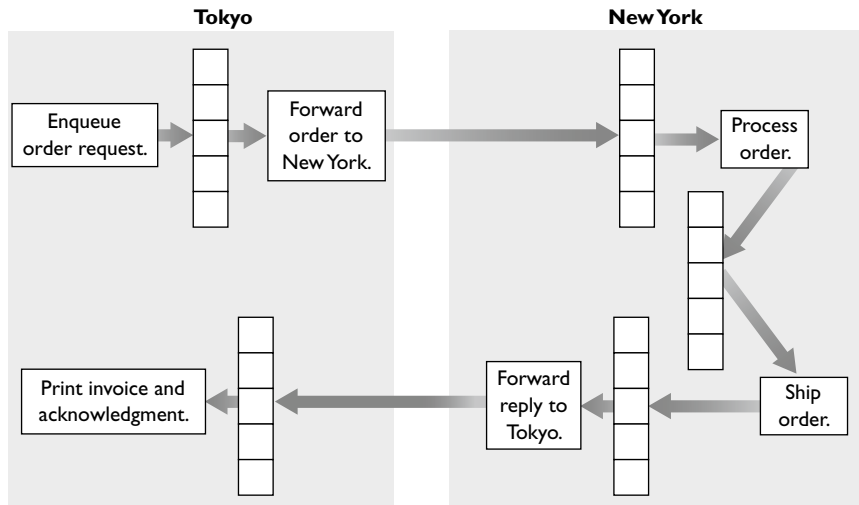 Tokyo
New York
Enqueue
order request.
Forward
order to
New York.
Process
order.
Print invoice and
acknowledgment.
Forward
reply to
Tokyo.
Ship
order.